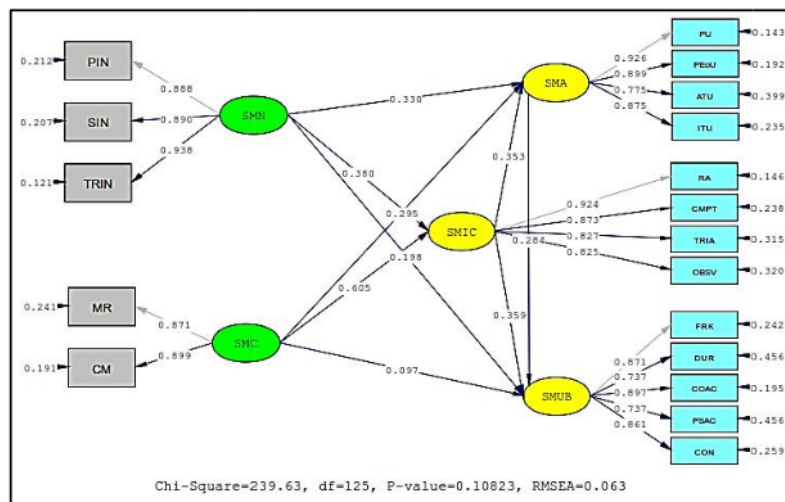 0.212 PIN
0.888
0.207 SIN
0.890
0.121 TRIN
0.938
SMN
0.241 MR
0.871
0.191 CM
0.899
SMC
0.330
0.380
0.295
0.198
0.605
0.097
SMA
0.353
SMIC
0.284
0.359
SMUB
0.926 PU 0.143
0.899 PEoU 0.192
0.775 ATU 0.399
0.875 ITU 0.235
0.924 RA 0.146
0.873 CMPT 0.238
0.827 TRIA 0.315
0.825 OBSV 0.320
0.871 FRK 0.242
0.737 DUR 0.456
0.897 COAC 0.195
0.737 PSAC 0.456
0.861 CON 0.259
Chi-Square=239.63, df=125, P-value=0.10823, RMSEA=0.063